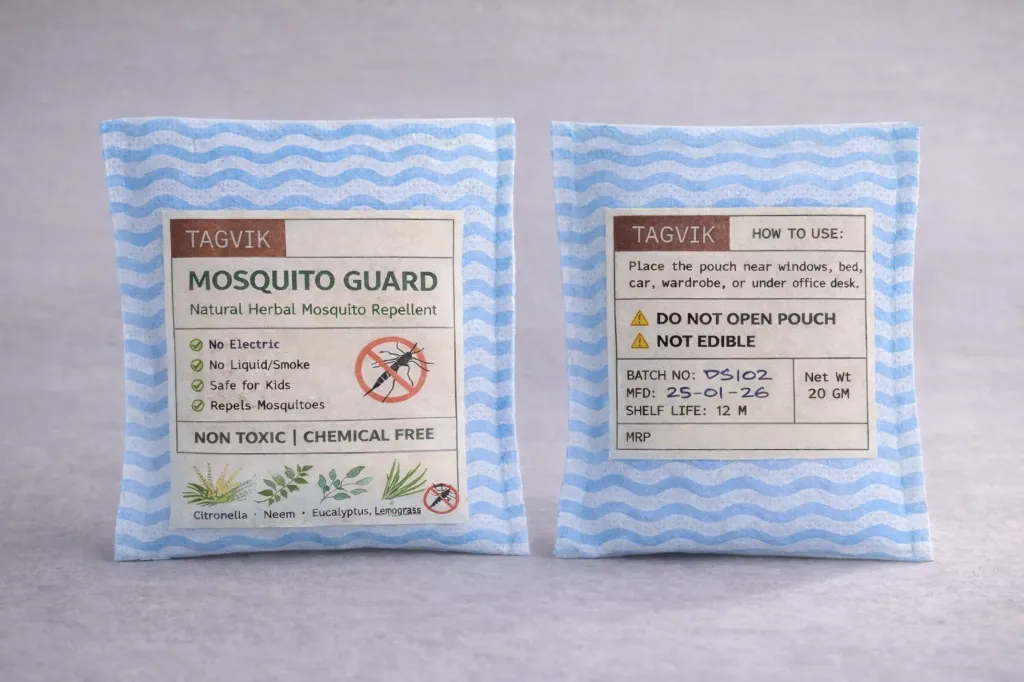 TAGVIK
MOSQUITO GUARD
Natural Herbal Mosquito Repellent
No Electric
No Liquid/Smoke
Safe for Kids
Repels Mosquitoes
NON TOXIC | CHEMICAL FREE
Citronella · Neem · Eucalyptus, Lemograss
TAGVIK
HOW TO USE:
Place the pouch near windows, bed,
car, wardrobe, or under office desk.
DO NOT OPEN POUCH
NOT EDIBLE
BATCH NO: DS102
MFD: 25-01-26
SHELF LIFE: 12 M
Net Wt
20 GM
MRP